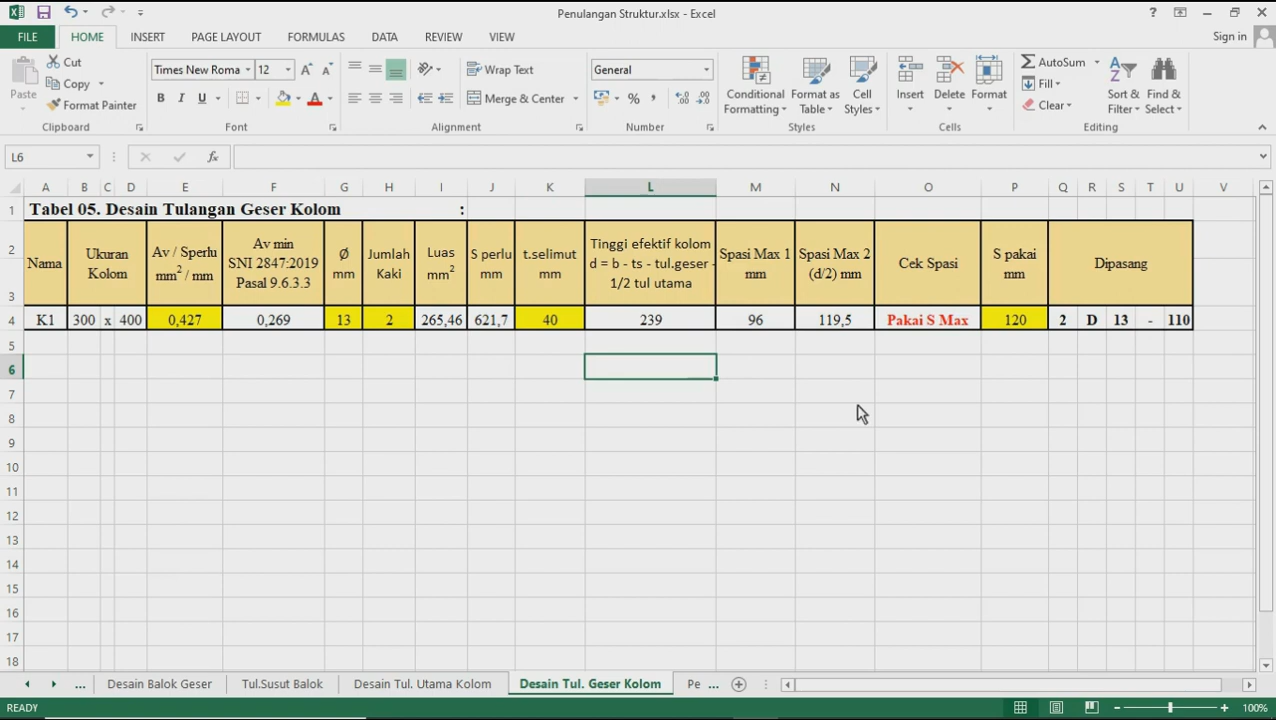 Penulangan Struktur.xlsx - Excel
FILE HOME INSERT PAGE LAYOUT FORMULAS DATA REVIEW VIEW Sign in
Paste
Cut
Copy
Format Painter
Clipboard
Times New Roma 12
B I U
Font
Wrap Text
Merge & Center
Alignment
General
%
Number
Conditional Formatting
Format as Table
Cell Styles
Styles
Insert
Delete
Format
Cells
AutoSum
Fill
Clear
Sort & Filter
Find & Select
Editing
L6 fx
A B C D E F G H I J K L M N O P Q R S T U V
1 Tabel 05. Desain Tulangan Geser Kolom :
2
3
Nama
Ukuran
Kolom
Av / Sperlu
mm2 / mm
Av min
SNI 2847:2019
Pasal 9.6.3.3
Ø
mm
Jumlah
Kaki
Luas
mm2
S perlu
mm
t.selimut
mm
Tinggi efektif kolom
d = b - ts - tul.geser -
1/2 tul utama
Spasi Max 1
mm
Spasi Max 2
(d/2) mm
Cek Spasi
S pakai
mm
Dipasang
4 K1 300 x 400 0,427 0,269 13 2 265,46 621,7 40 239 96 119,5 Pakai S Max 120 2 D 13 - 110
5
6
7
8
9
10
11
12
13
14
15
16
17
18
... Desain Balok Geser Tul.Susut Balok Desain Tul. Utama Kolom Desain Tul. Geser Kolom Pe ...
READY 100%